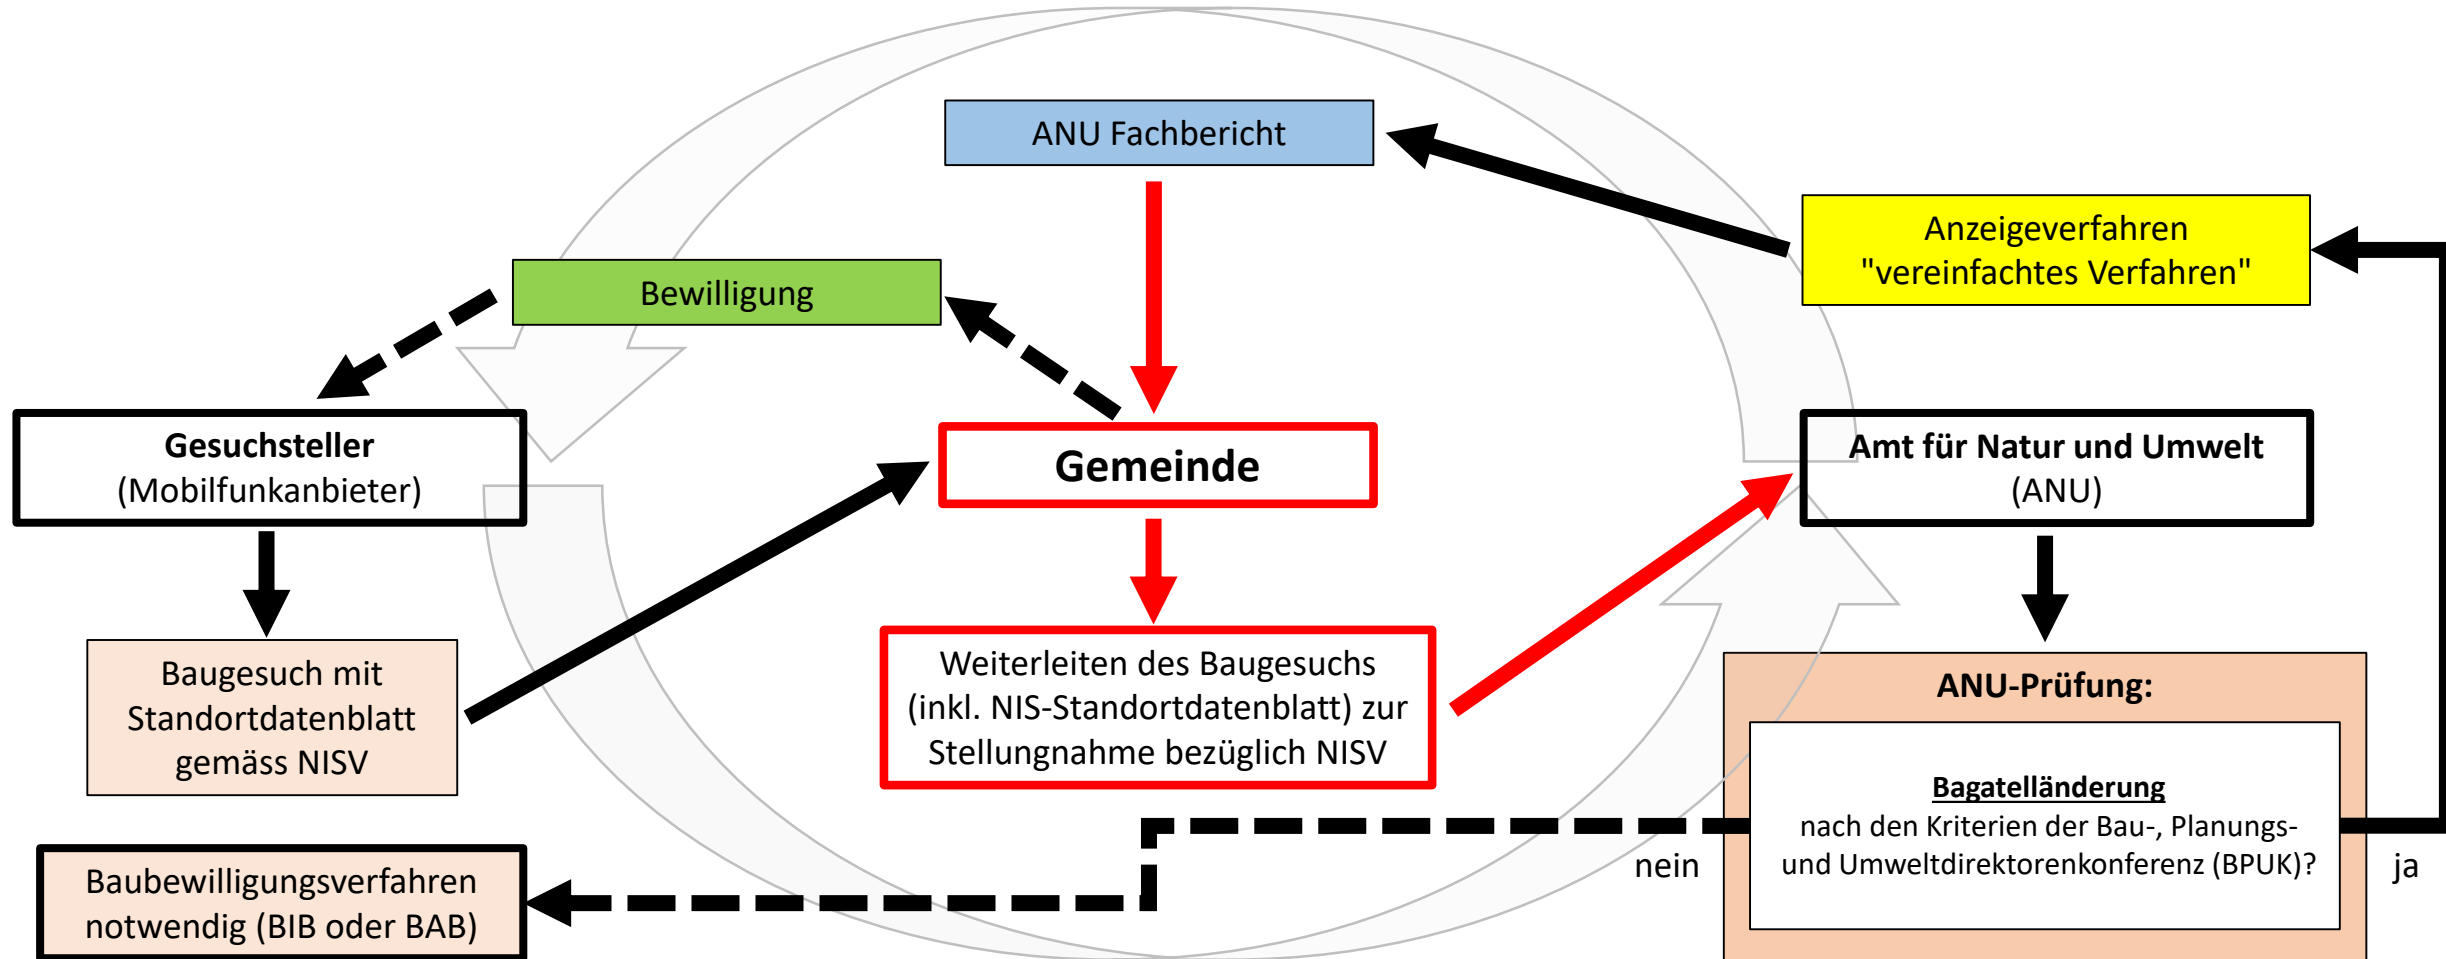 ANU Fachbericht
Anzeigeverfahren
"vereinfachtes Verfahren"
Bewilligung
Gesuchsteller
(Mobilfunkanbieter)
Gemeinde
Amt für Natur und Umwelt
(ANU)
Baugesuch mit
Standortdatenblatt
gemäss NISV
Weiterleiten des Baugesuchs
(inkl. NIS-Standortdatenblatt) zur
Stellungnahme bezüglich NISV
ANU-Prüfung:
Bagatelländerung
nach den Kriterien der Bau-, Planungs-
und Umweltdirektorenkonferenz (BPUK)?
nein
ja
Baubewilligungsverfahren
notwendig (BIB oder BAB)